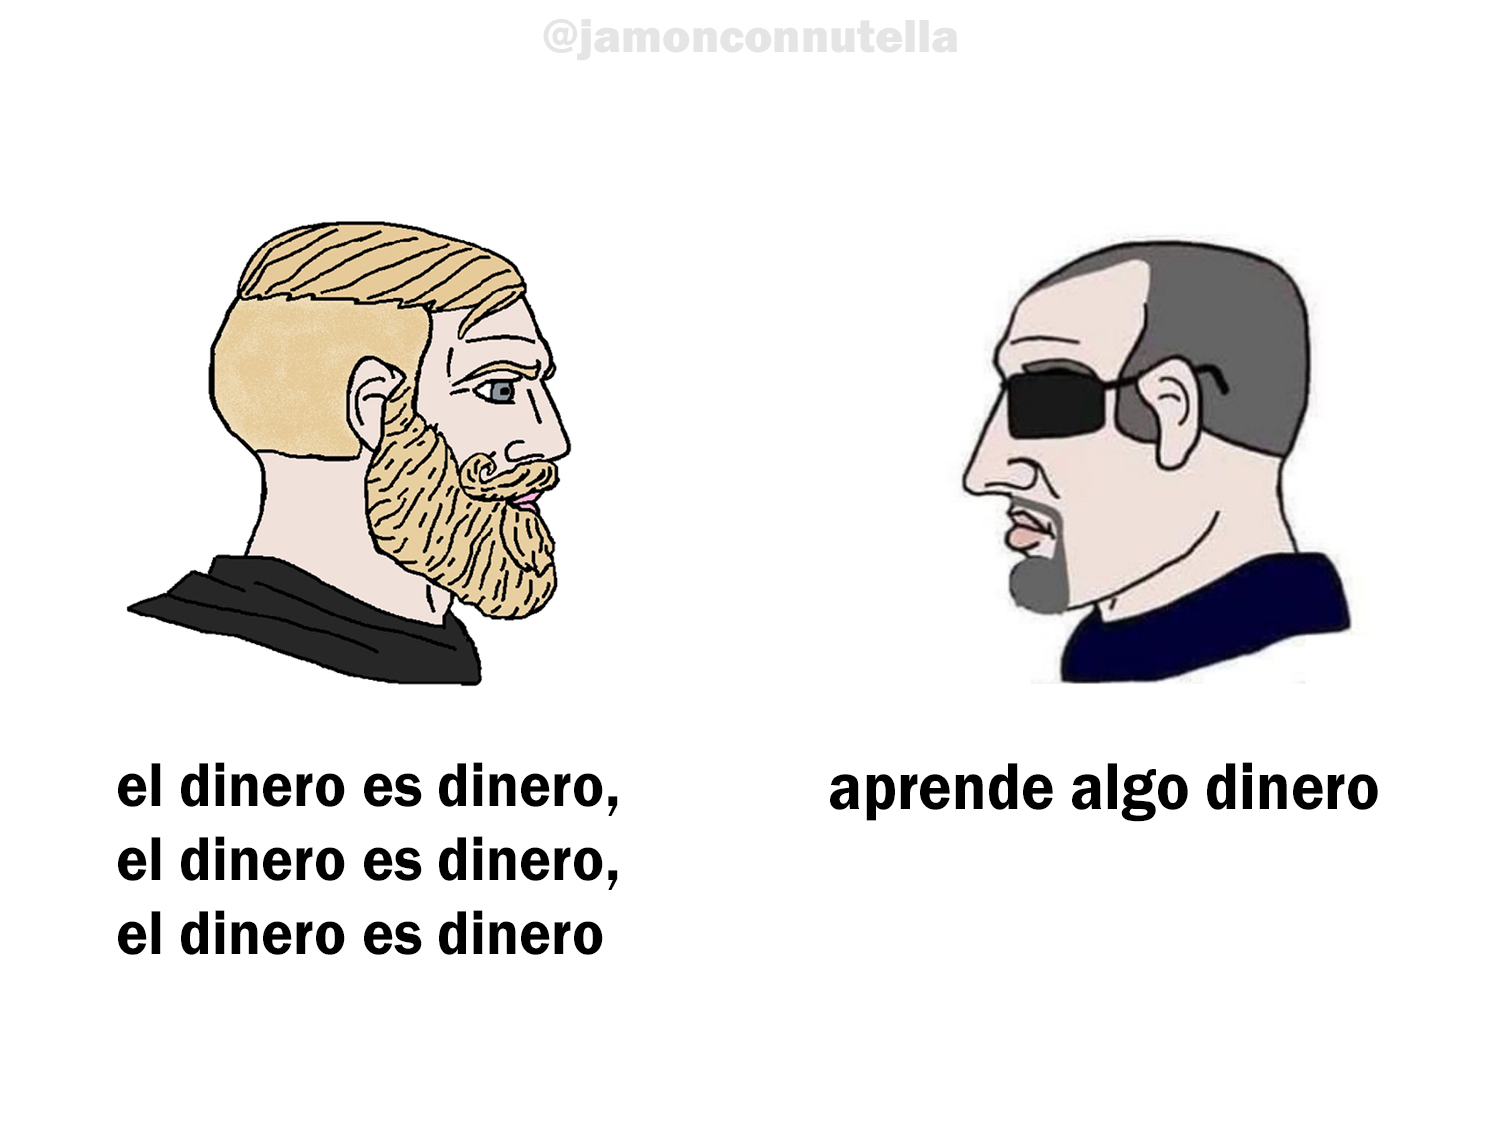 @jamonconnutella
el dinero es dinero,
el dinero es dinero,
el dinero es dinero
aprende algo dinero